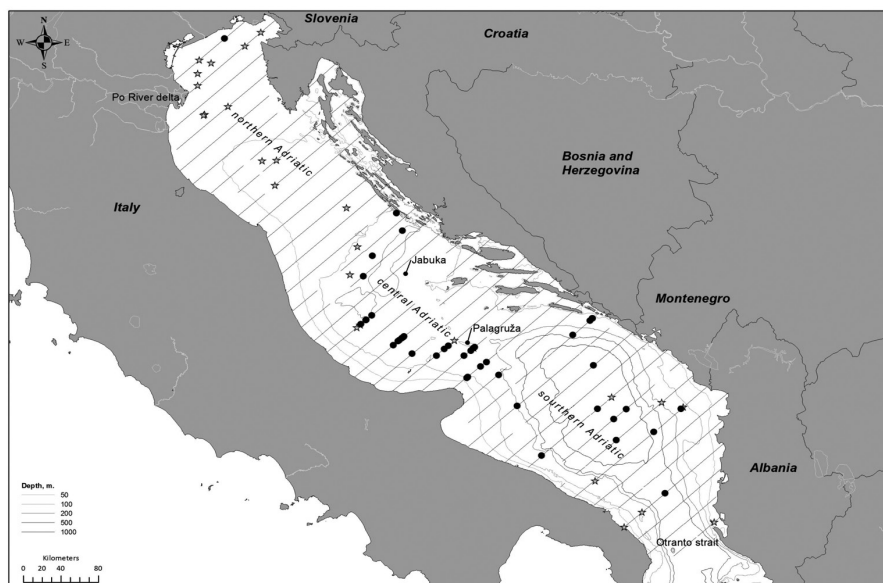 Slovenia
N
W E
S
Croatia
Po River delta
northern Adriatic
Bosnia and
Herzegovina
Italy
Jabuka
central Adriatic
Montenegro
Palagruža
sourthern Adriatic
Albania
Depth, m.
50
100
200
500
1000
Kilometers
0 20 40 80
Otranto strait